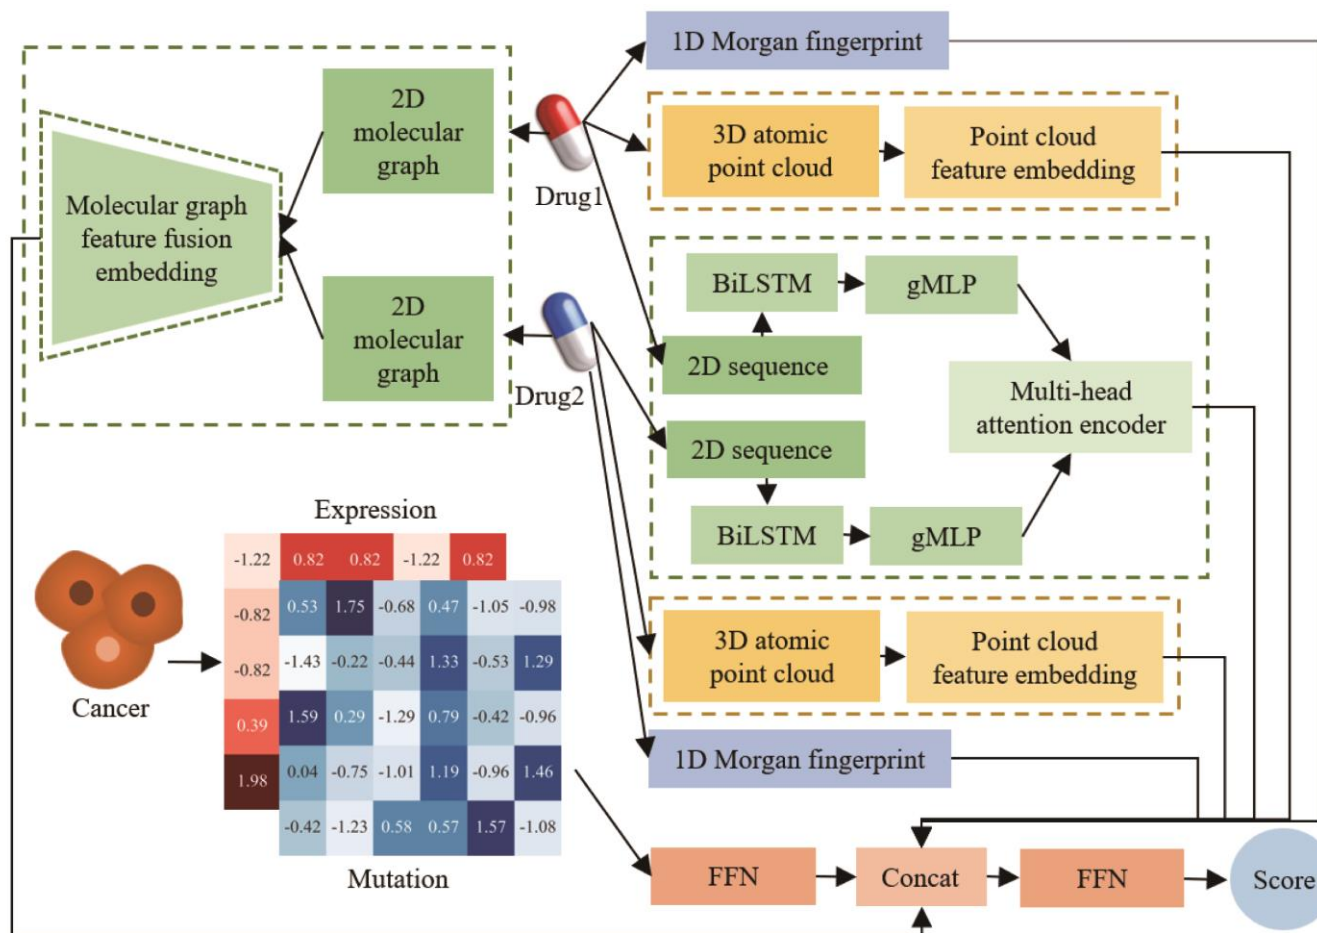 1D Morgan fingerprint
2D
molecular
graph
3D atomic
point cloud
Point cloud
feature embedding
Drug1
Molecular graph
feature fusion
embedding
BiLSTM
gMLP
2D
molecular
graph
2D sequence
Drug2
Multi-head
attention encoder
2D sequence
BiLSTM
gMLP
Expression
-1.22 0.82 0.82 -1.22 0.82
-0.82
-0.82
0.39
1.98
0.53 1.75 -0.68 0.47 -1.05 -0.98
-1.43 -0.22 -0.44 1.33 -0.53 1.29
1.59 0.29 -1.29 0.79 -0.42 -0.96
0.04 -0.75 -1.01 1.19 -0.96 1.46
-0.42 -1.23 0.58 0.57 1.57 -1.08
Cancer
Mutation
3D atomic
point cloud
Point cloud
feature embedding
1D Morgan fingerprint
FFN
Concat
FFN
Score